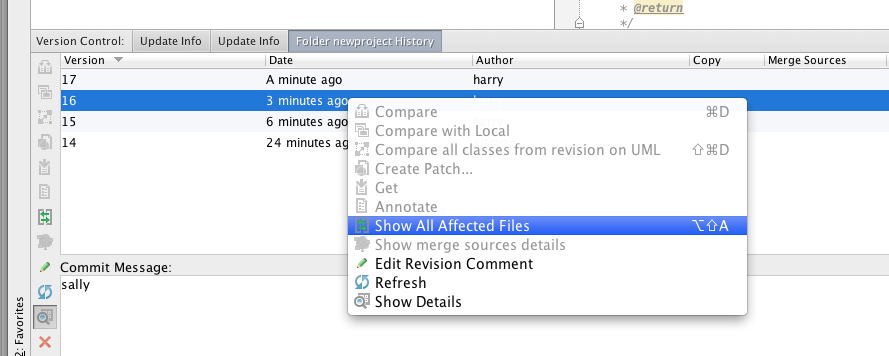 * @return
*/
Version Control: Update Info Update Info Folder newproject History
Version Date Author Copy Merge Sources
17 A minute ago harry
16 3 minutes ago
15 6 minutes ago
14 24 minutes ag
Compare ⌘D
Compare with Local
Compare all classes from revision on UML ⇧⌘D
Create Patch...
Get
Annotate
Show All Affected Files ⌥⇧A
Show merge sources details
Edit Revision Comment
Refresh
Show Details
Commit Message:
sally
2: Favorites